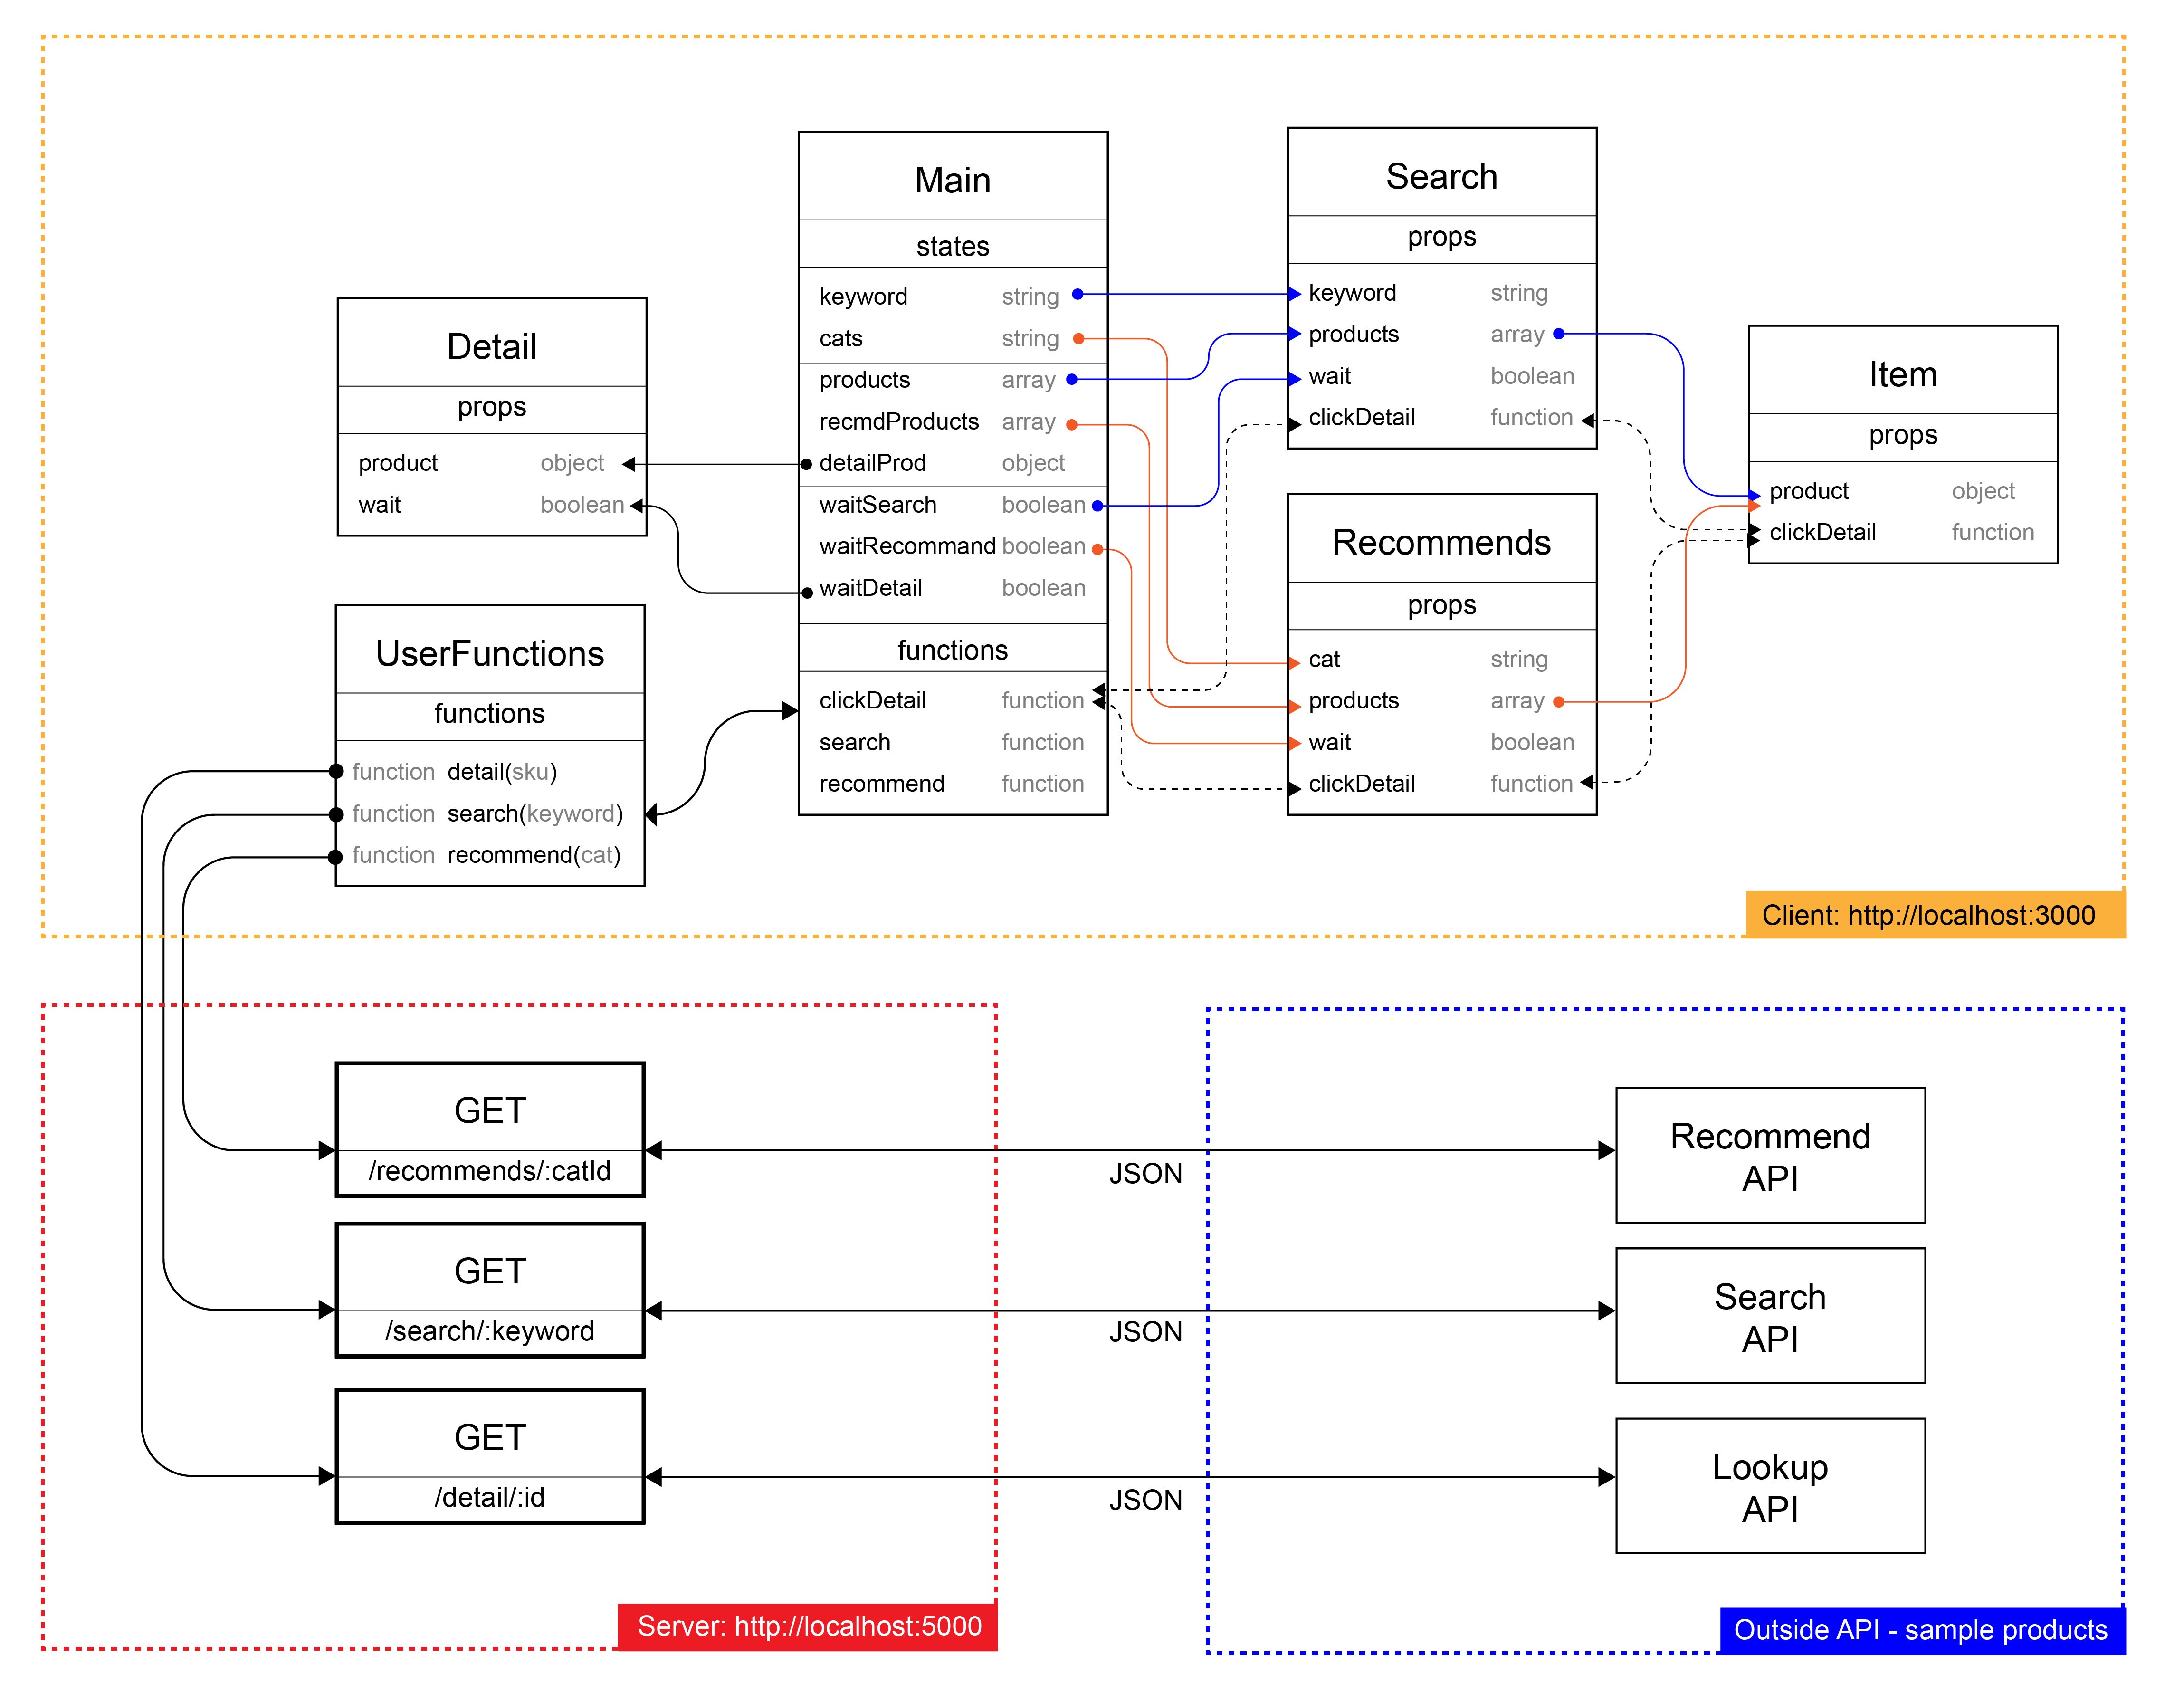 Main
states
keyword string
cats string
products array
recmdProducts array
detailProd object
waitSearch boolean
waitRecommand boolean
waitDetail boolean
functions
clickDetail function
search function
recommend function
Search
props
keyword string
products array
wait boolean
clickDetail function
Detail
props
product object
wait boolean
Item
props
product object
clickDetail function
Recommends
props
cat string
products array
wait boolean
clickDetail function
UserFunctions
functions
function detail(sku)
function search(keyword)
function recommend(cat)
Client: http://localhost:3000
GET
/recommends/:catId
JSON
Recommend
API
GET
/search/:keyword
JSON
Search
API
GET
/detail/:id
JSON
Lookup
API
Server: http://localhost:5000
Outside API - sample products